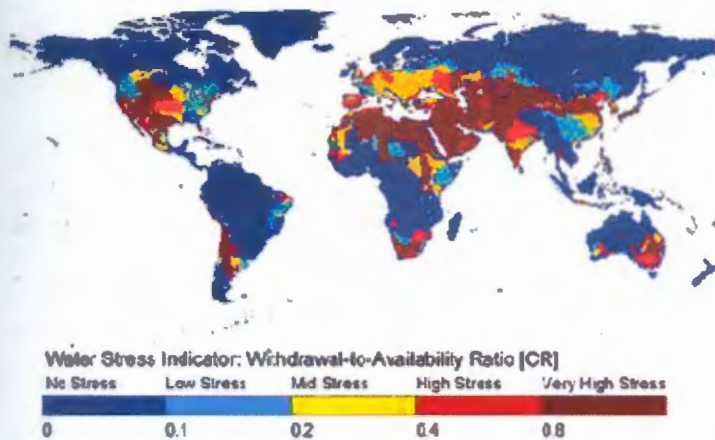 Water Stress Indicator: Withdrawal-to-Availability Ratio [CR]
No Stress Low Stress Mid Stress High Stress Very High Stress
0 0.1 0.2 0.4 0.8